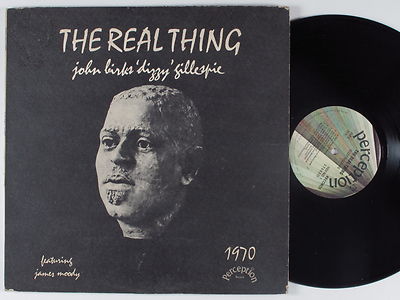 THE REAL THING
john birks 'dizzy' gillespie
featuring
james moody
1970
Perception
perception